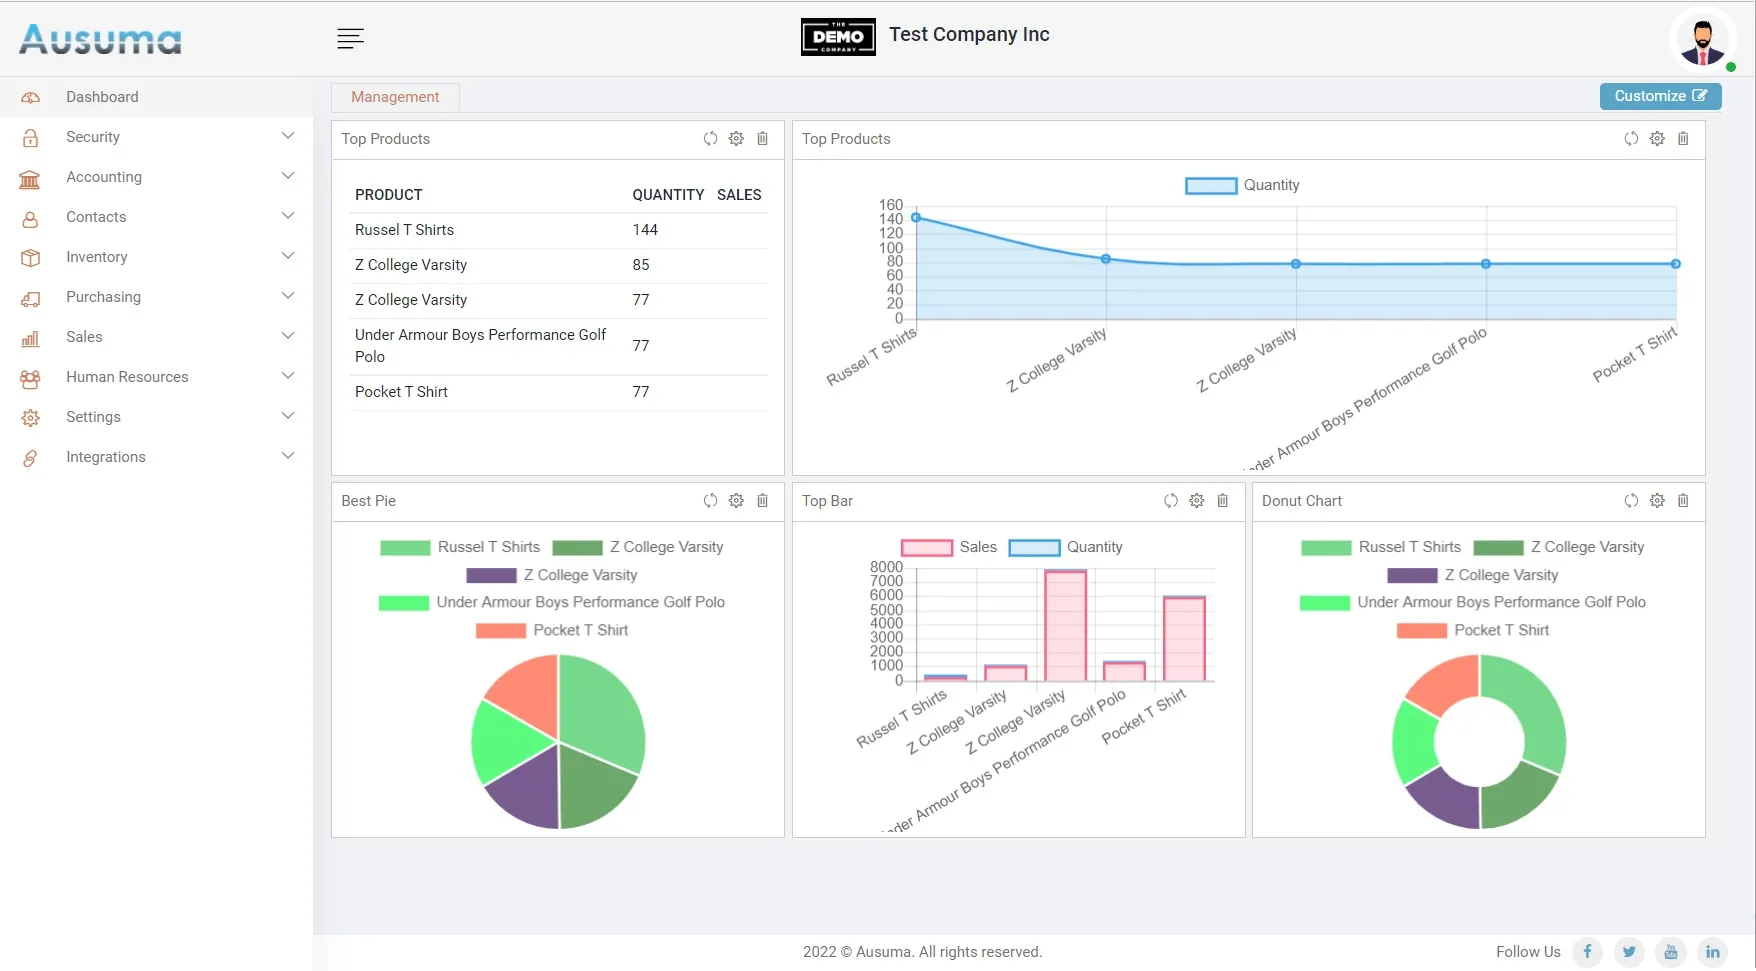 Ausuma
THE
DEMO
COMPANY
Test Company Inc
Dashboard
Security
Accounting
Contacts
Inventory
Purchasing
Sales
Human Resources
Settings
Integrations
Management
Customize
Top Products
PRODUCT QUANTITY SALES
Russel T Shirts 144
Z College Varsity 85
Z College Varsity 77
Under Armour Boys Performance Golf
Polo 77
Pocket T Shirt 77
Top Products
Quantity
160
140
120
100
80
60
40
20
0
Russel T Shirts
Z College Varsity
Z College Varsity
nder Armour Boys Performance Golf Polo
Pocket T Shirt
Best Pie
Russel T Shirts Z College Varsity
Z College Varsity
Under Armour Boys Performance Golf Polo
Pocket T Shirt
Top Bar
Sales Quantity
8000
7000
6000
5000
4000
3000
2000
1000
0
Russel T Shirts
Z College Varsity
Z College Varsity
nder Armour Boys Performance Golf Polo
Pocket T Shirt
Donut Chart
Russel T Shirts Z College Varsity
Z College Varsity
Under Armour Boys Performance Golf Polo
Pocket T Shirt
2022 © Ausuma. All rights reserved.
Follow Us